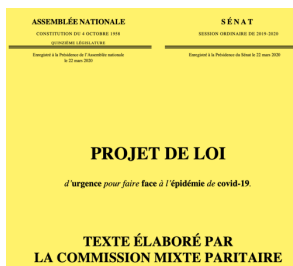 ASSEMBLÉE NATIONALE
CONSTITUTION DU 4 OCTOBRE 1958
QUINZIÈME LÉGISLATURE
Enregistré à la Présidence de l'Assemblée nationale
le 22 mars 2020
SÉNAT
SESSION ORDINAIRE DE 2019-2020
Enregistré à la Présidence du Sénat le 22 mars 2020
PROJET DE LOI
d'urgence pour faire face à l'épidémie de covid-19.
TEXTE ÉLABORÉ PAR
LA COMMISSION MIXTE PARITAIRE